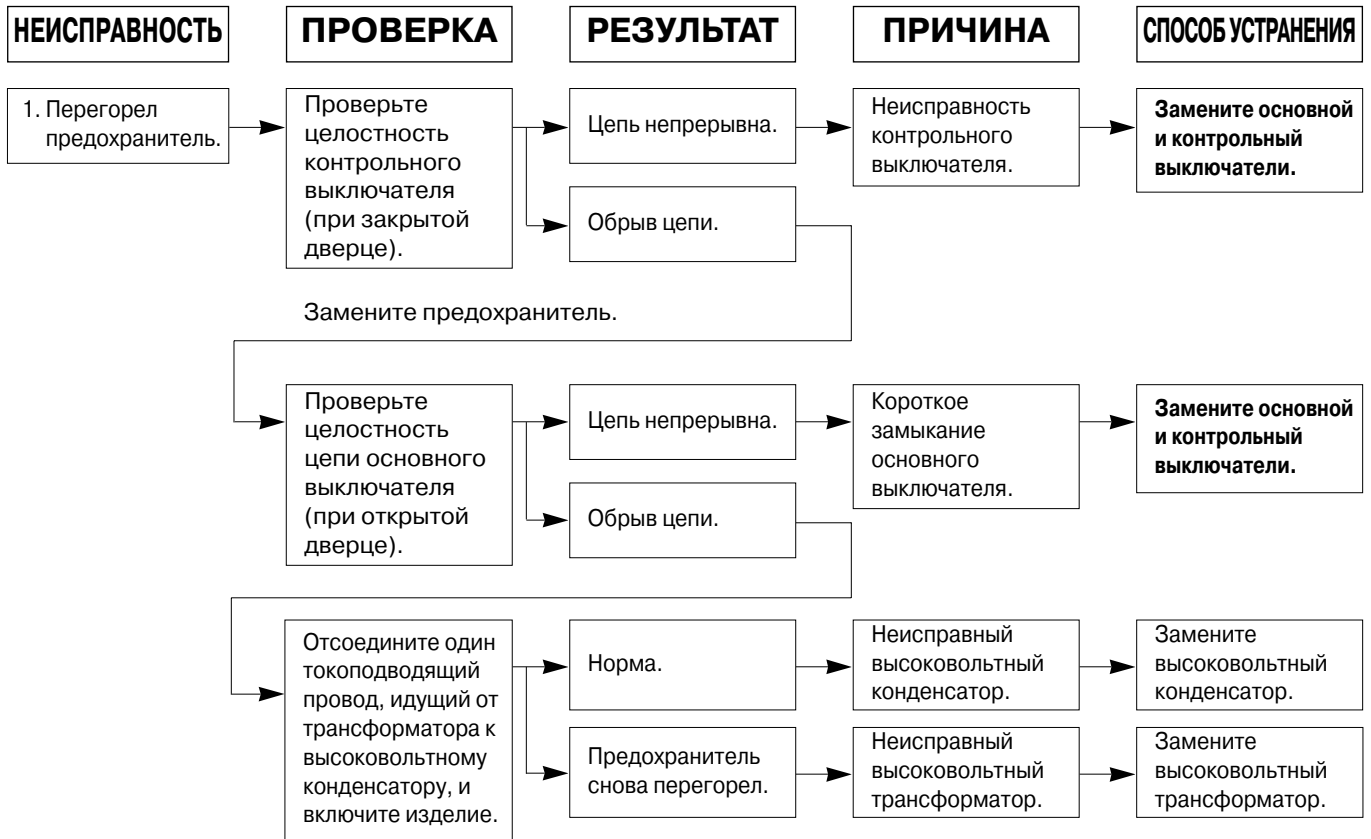 НЕИСПРАВНОСТЬ
ПРОВЕРКА
РЕЗУЛЬТАТ
ПРИЧИНА
СПОСОБ УСТРАНЕНИЯ
1. Перегорел
предохранитель.
Проверьте
целостность
контрольного
выключателя
(при закрытой
дверце).
Цепь непрерывна.
Неисправность
контрольного
выключателя.
Замените основной
и контрольный
выключатели.
Обрыв цепи.
Замените предохранитель.
Проверьте
целостность
цепи основного
выключателя
(при открытой
дверце).
Цепь непрерывна.
Короткое
замыкание
основного
выключателя.
Замените основной
и контрольный
выключатели.
Обрыв цепи.
Отсоедините один
токоподводящий
провод, идущий от
трансформатора к
высоковольтному
конденсатору, и
включите изделие.
Норма.
Неисправный
высоковольтный
конденсатор.
Замените
высоковольтный
конденсатор.
Предохранитель
снова перегорел.
Неисправный
высоковольтный
трансформатор.
Замените
высоковольтный
трансформатор.